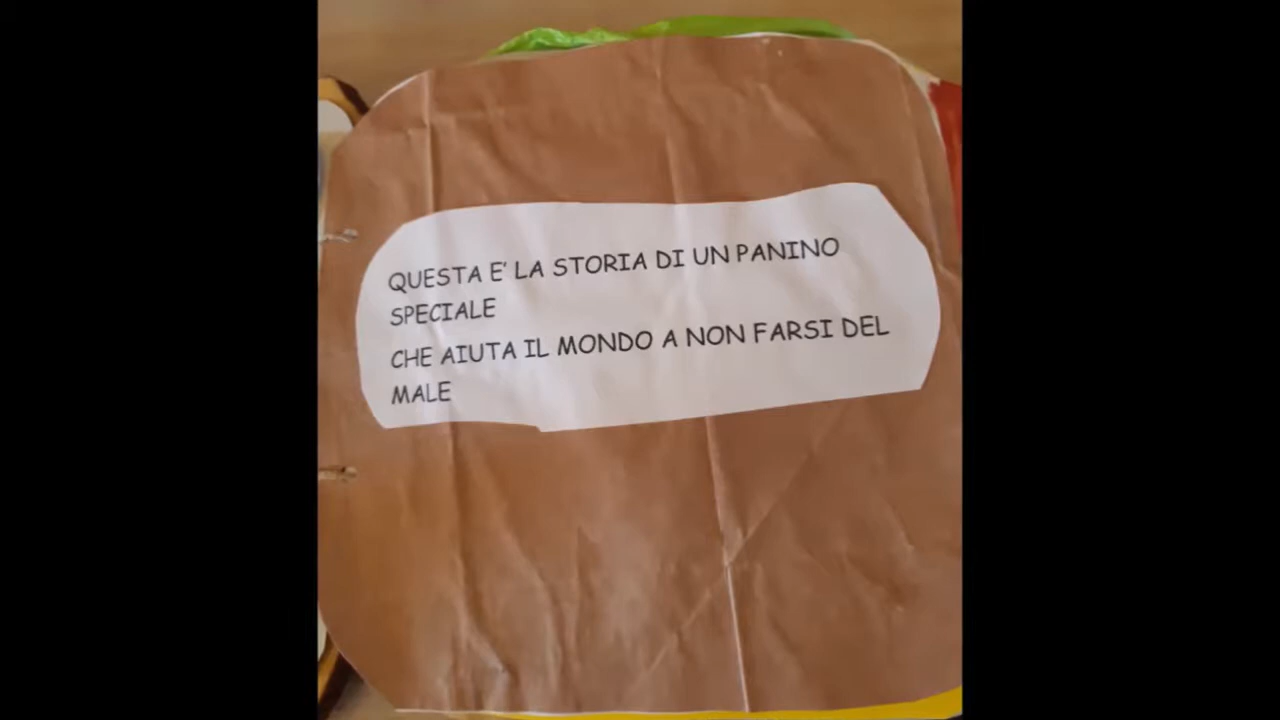 QUESTA E' LA STORIA DI UN PANINO
SPECIALE
CHE AIUTA IL MONDO A NON FARSI DEL
MALE